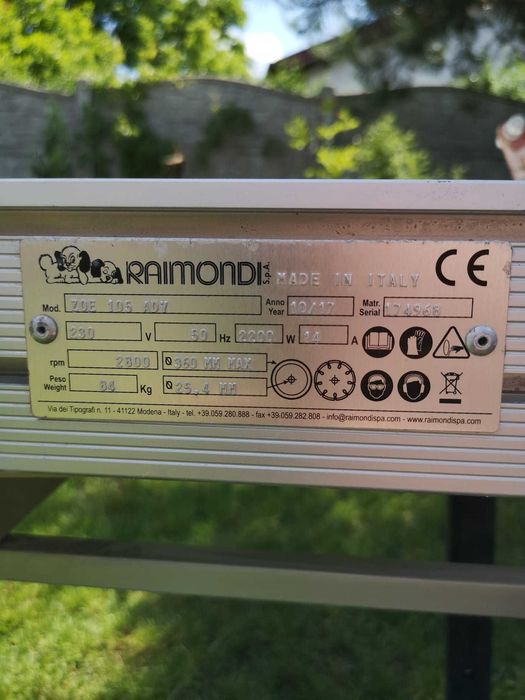 RAIMONDI S.p.A. MADE IN ITALY CE
Mod. ZOE 105 ADV Anno Year 10/17 Matr. Serial 174968
230 V 50 Hz 2200 W 14 A
rpm 2800 Ø 360 MM MAX
Peso Weight 84 Kg Ø 25,4 MM
Via dei Tipografi n. 11 - 41122 Modena - Italy - tel. +39.059.280.888 - fax +39.059.282.808 - info@raimondispa.com - www.raimondispa.com